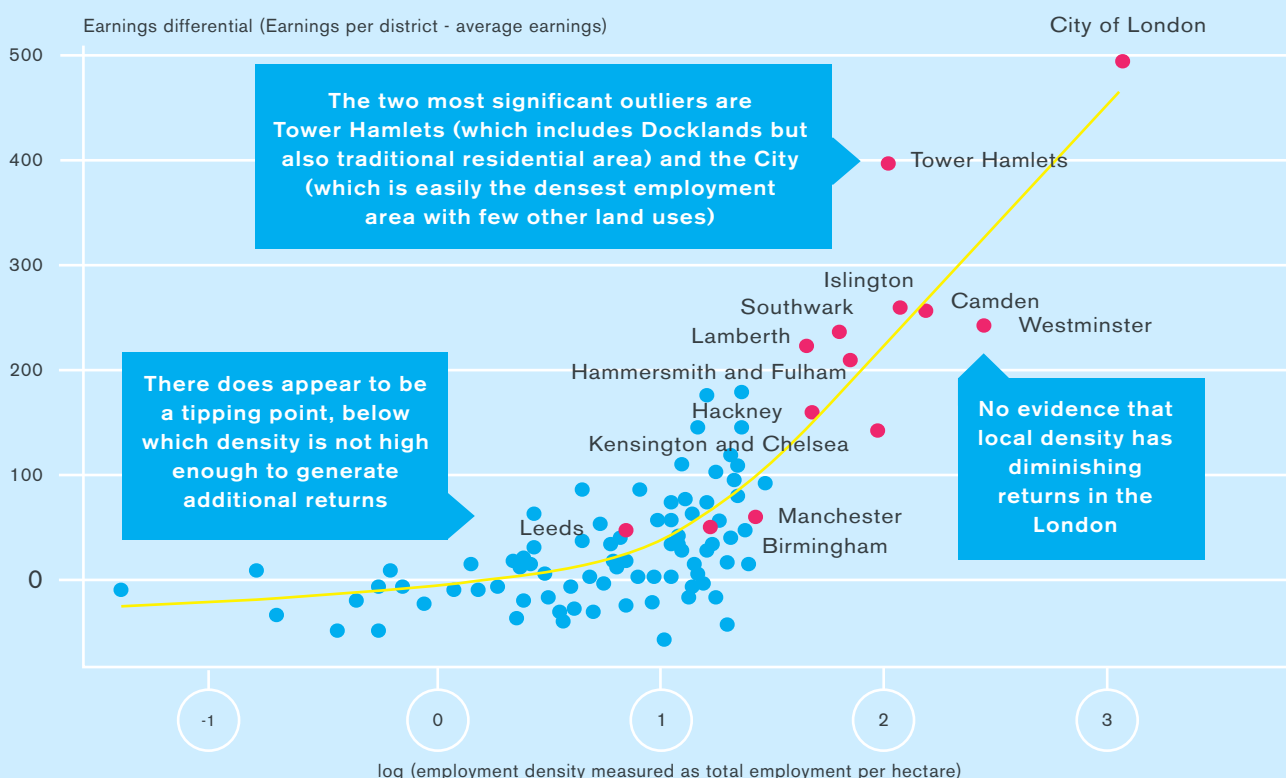 Earnings differential (Earnings per district - average earnings)
City of London
500
The two most significant outliers are
Tower Hamlets (which includes Docklands but
also traditional residential area) and the City
(which is easily the densest employment
area with few other land uses)
400
Tower Hamlets
300
Islington
Camden
Southwark
Westminster
Lamberth
200
Hammersmith and Fulham
There does appear to be
a tipping point, below
which density is not high
enough to generate
additional returns
No evidence that
local density has
diminishing
returns in the
London
Hackney
Kensington and Chelsea
100
Leeds
Manchester
Birmingham
0
-1
0
1
2
3
log (employment density measured as total employment per hectare)